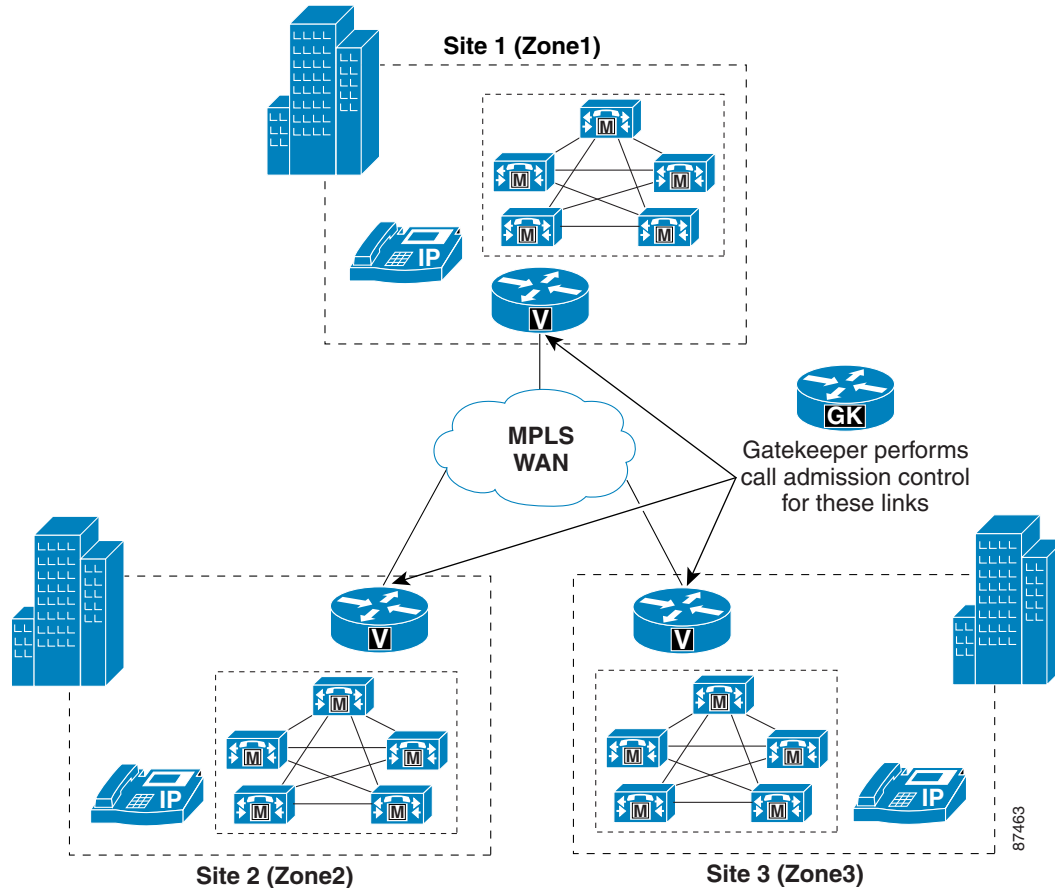 Site 1 (Zone1)
M
M
M
M
M
IP
V
MPLS
WAN
GK
Gatekeeper performs
call admission control
for these links
V
V
M
M
M
M
M
IP
M
M
M
M
M
IP
87463
Site 2 (Zone2)
Site 3 (Zone3)